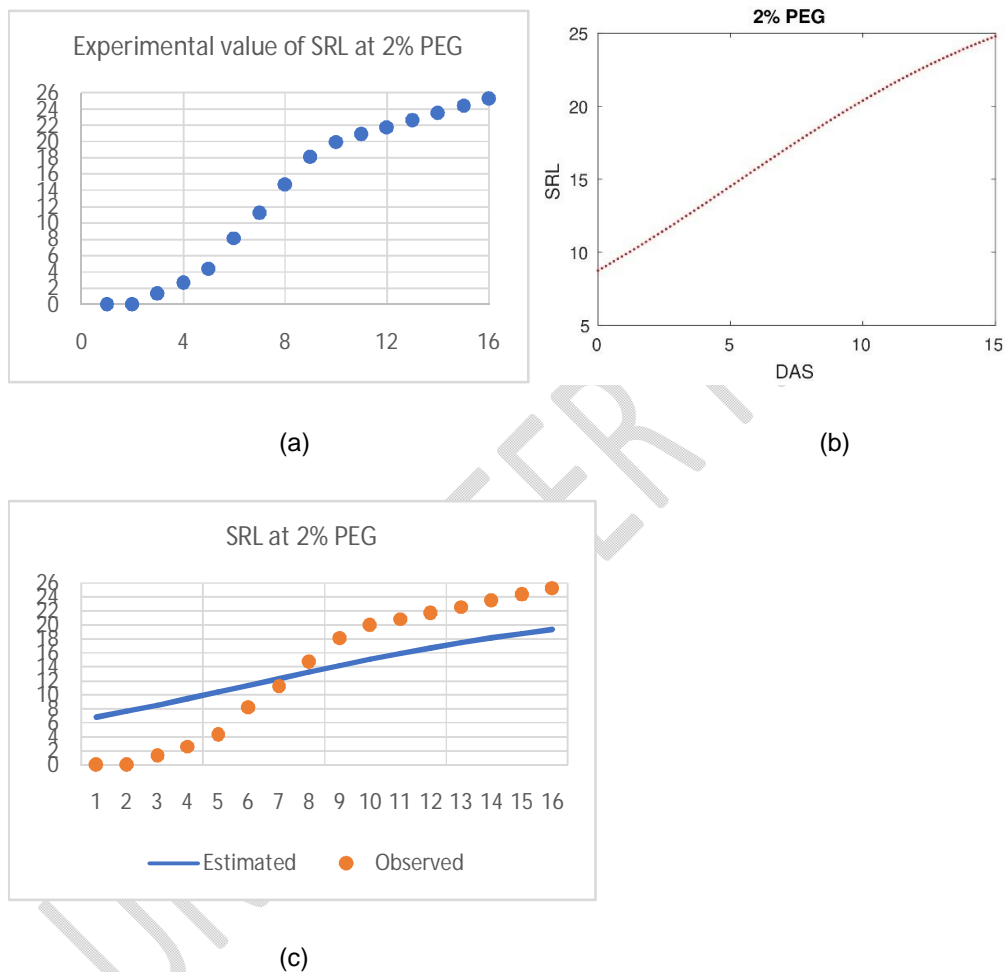 Experimental value of SRL at 2% PEG
26
24
22
20
18
16
14
12
10
8
6
4
2
0
0 4 8 12 16
(a)
2% PEG
25
20
15
10
5
SRL
0 5 10 15
DAS
(b)
SRL at 2% PEG
26
24
22
20
18
16
14
12
10
8
6
4
2
0
1 2 3 4 5 6 7 8 9 10 11 12 13 14 15 16
Estimated Observed
(c)